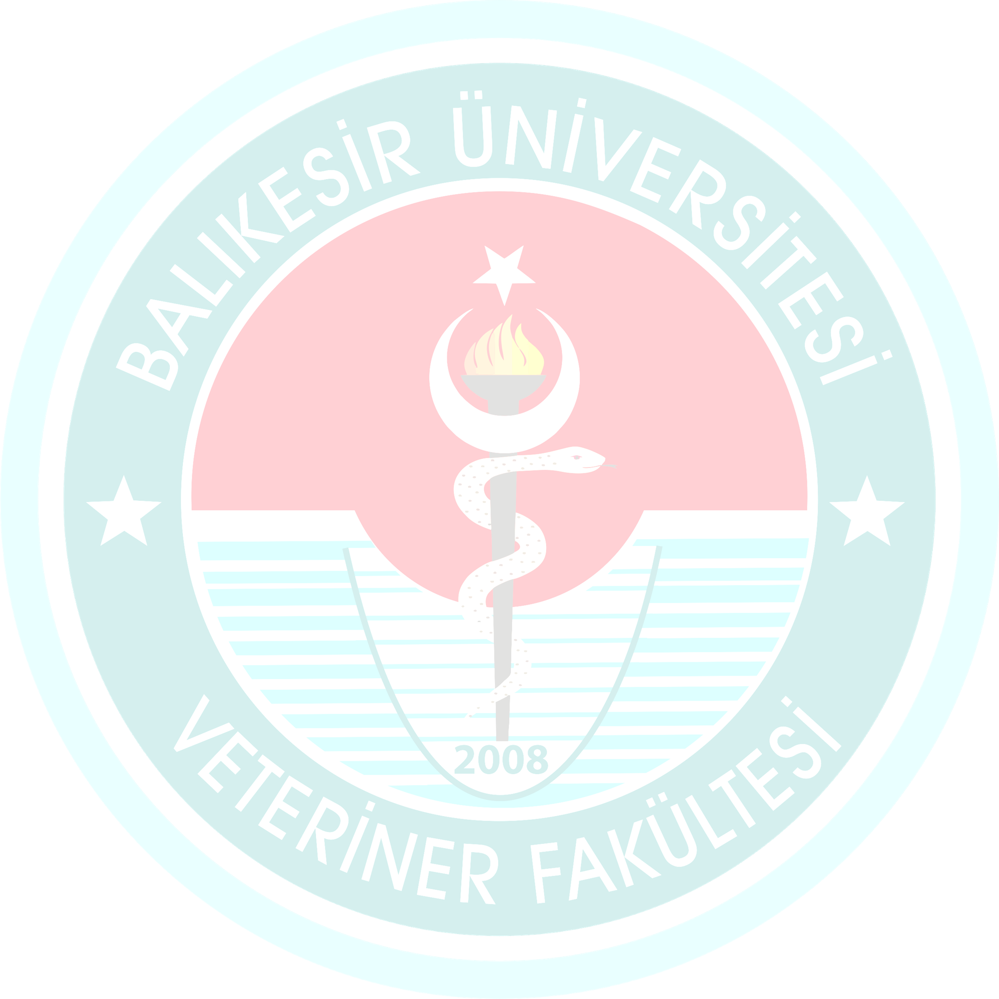 BALIKESİR ÜNİVERSİTESİ
2008
VETERİNER FAKÜLTESİ